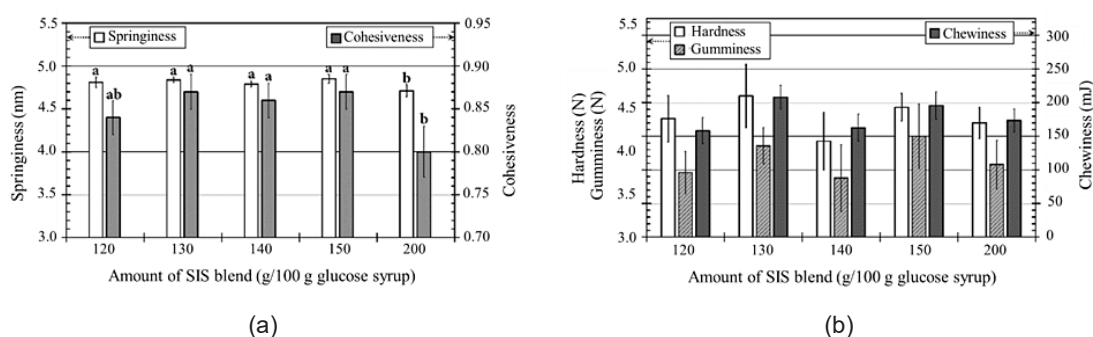 5.5
5.0
4.5
4.0
3.5
3.0
Springiness (nm)
Springiness
Cohesiveness
a
ab
a
a
a
a
a
a
b
b
0.95
0.90
0.85
0.80
0.75
0.70
Cohesiveness
120 130 140 150 200
Amount of SIS blend (g/100 g glucose syrup)
(a)
5.5
5.0
4.5
4.0
3.5
3.0
Hardness (N)
Gumminess (N)
Hardness
Gumminess
Chewiness
300
250
200
150
100
50
0
Chewiness (mJ)
120 130 140 150 200
Amount of SIS blend (g/100 g glucose syrup)
(b)